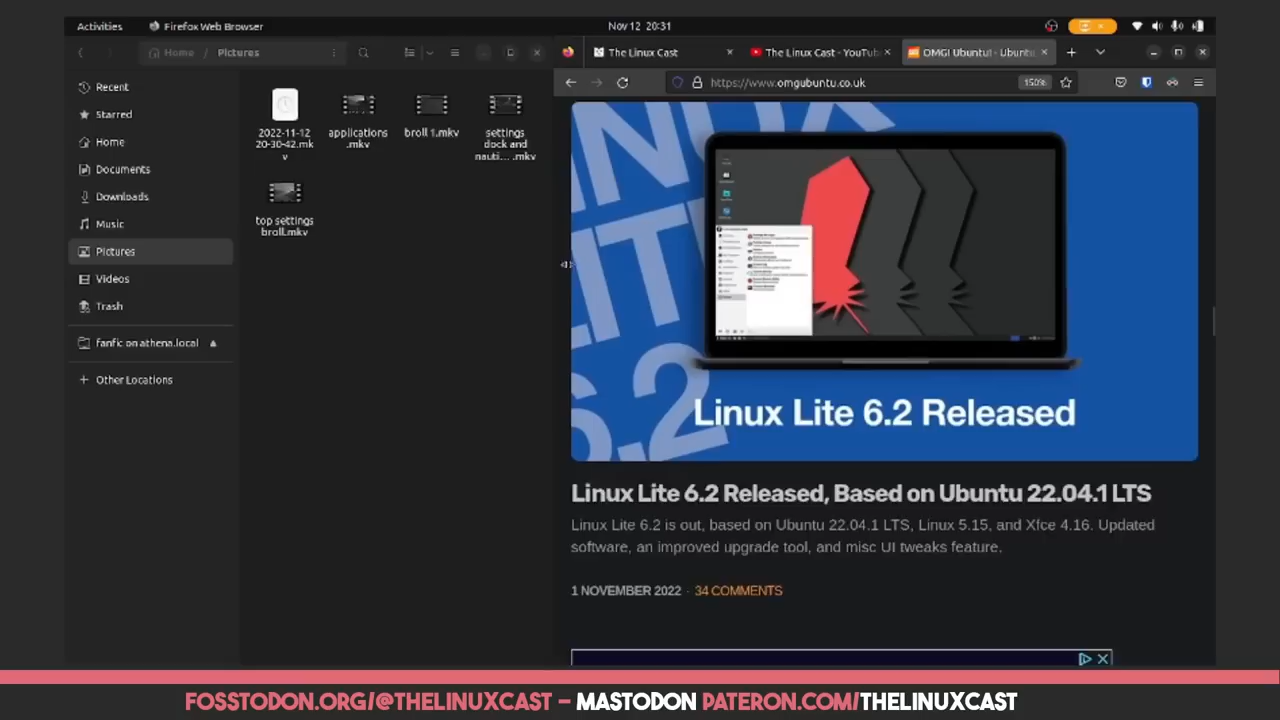 Activities
Firefox Web Browser
Nov 12 20:31
Home / Pictures
The Linux Cast
The Linux Cast - YouTub
OMG! Ubuntu! - Ubuntu
https://www.omgubuntu.co.uk
150%
Recent
Starred
Home
Documents
Downloads
Music
Pictures
Videos
Trash
fanfic on athena.local
Other Locations
2022-11-12
20-30-42.mk
v
applications
.mkv
broll 1.mkv
settings
dock and
nauti... .mkv
top settings
broll.mkv
LINUX
LITE
6.2
Linux Lite 6.2 Released
Linux Lite 6.2 Released, Based on Ubuntu 22.04.1 LTS
Linux Lite 6.2 is out, based on Ubuntu 22.04.1 LTS, Linux 5.15, and Xfce 4.16. Updated
software, an improved upgrade tool, and misc UI tweaks feature.
1 NOVEMBER 2022 · 34 COMMENTS
FOSSTODON.ORG/@THELINUXCAST – MASTODON PATERON.COM/THELINUXCAST